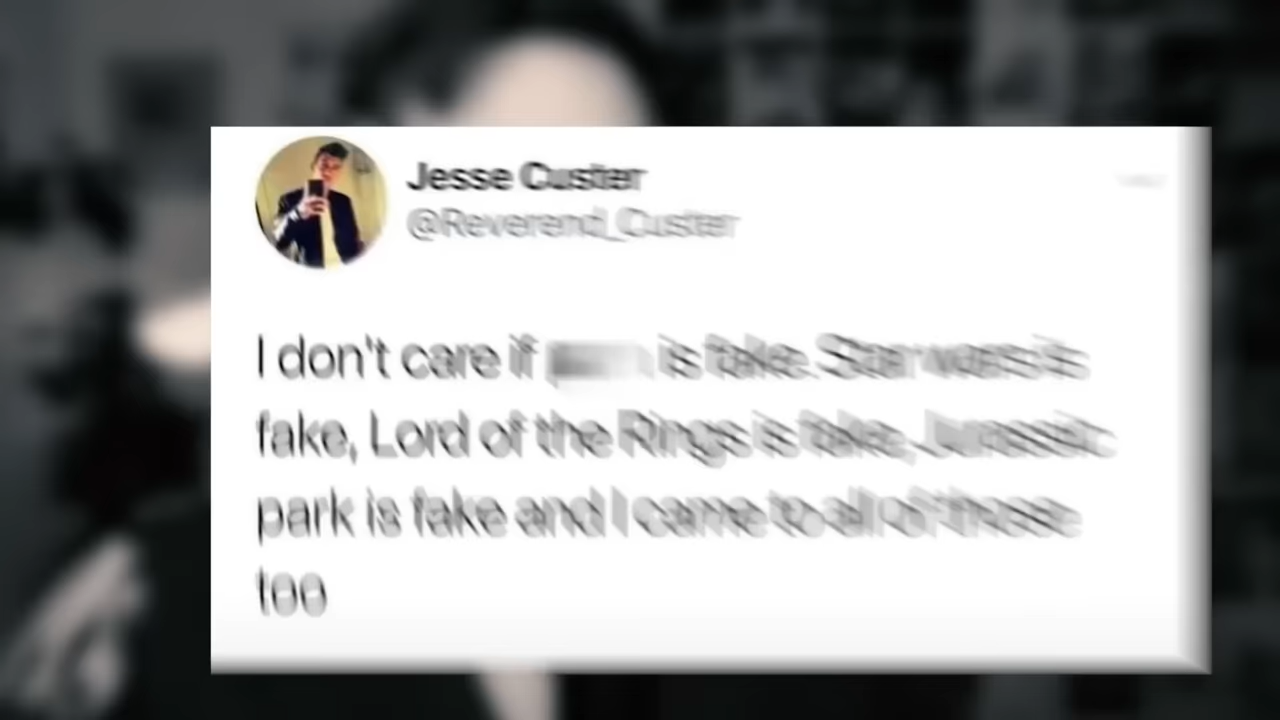 Jesse Custer
@Reverend_Custer
I don't care if is fake. Star wars is
fake, Lord of the Rings is fake, Jurassic
park is fake and I came to all of those
too